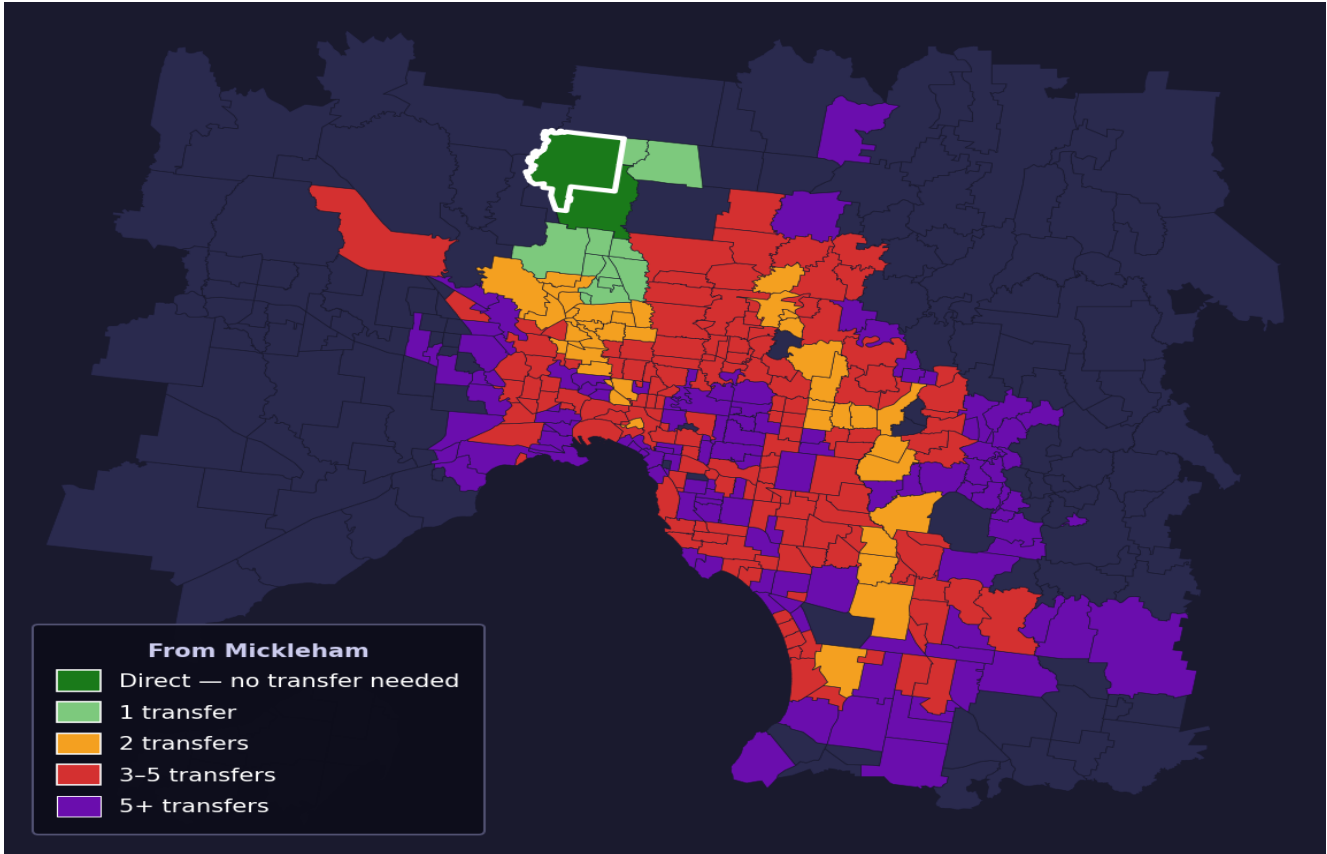 From Mickleham
Direct — no transfer needed
1 transfer
2 transfers
3–5 transfers
5+ transfers